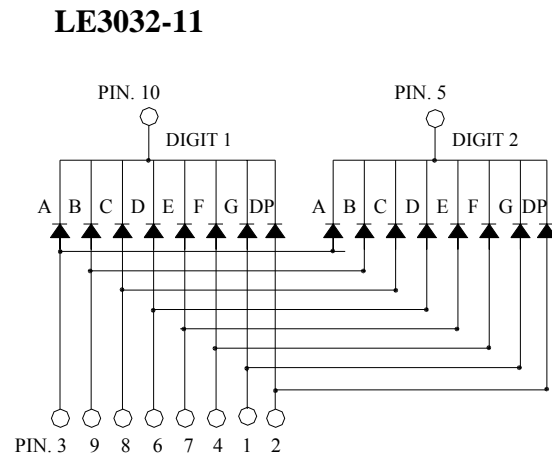 LE3032-11
PIN. 10 PIN. 5
DIGIT 1 DIGIT 2
A B C D E F G DP A B C D E F G DP
PIN. 3 9 8 6 7 4 1 2